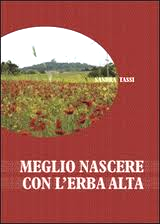 SANDRA TASSI
MEGLIO NASCERE
CON L'ERBA ALTA